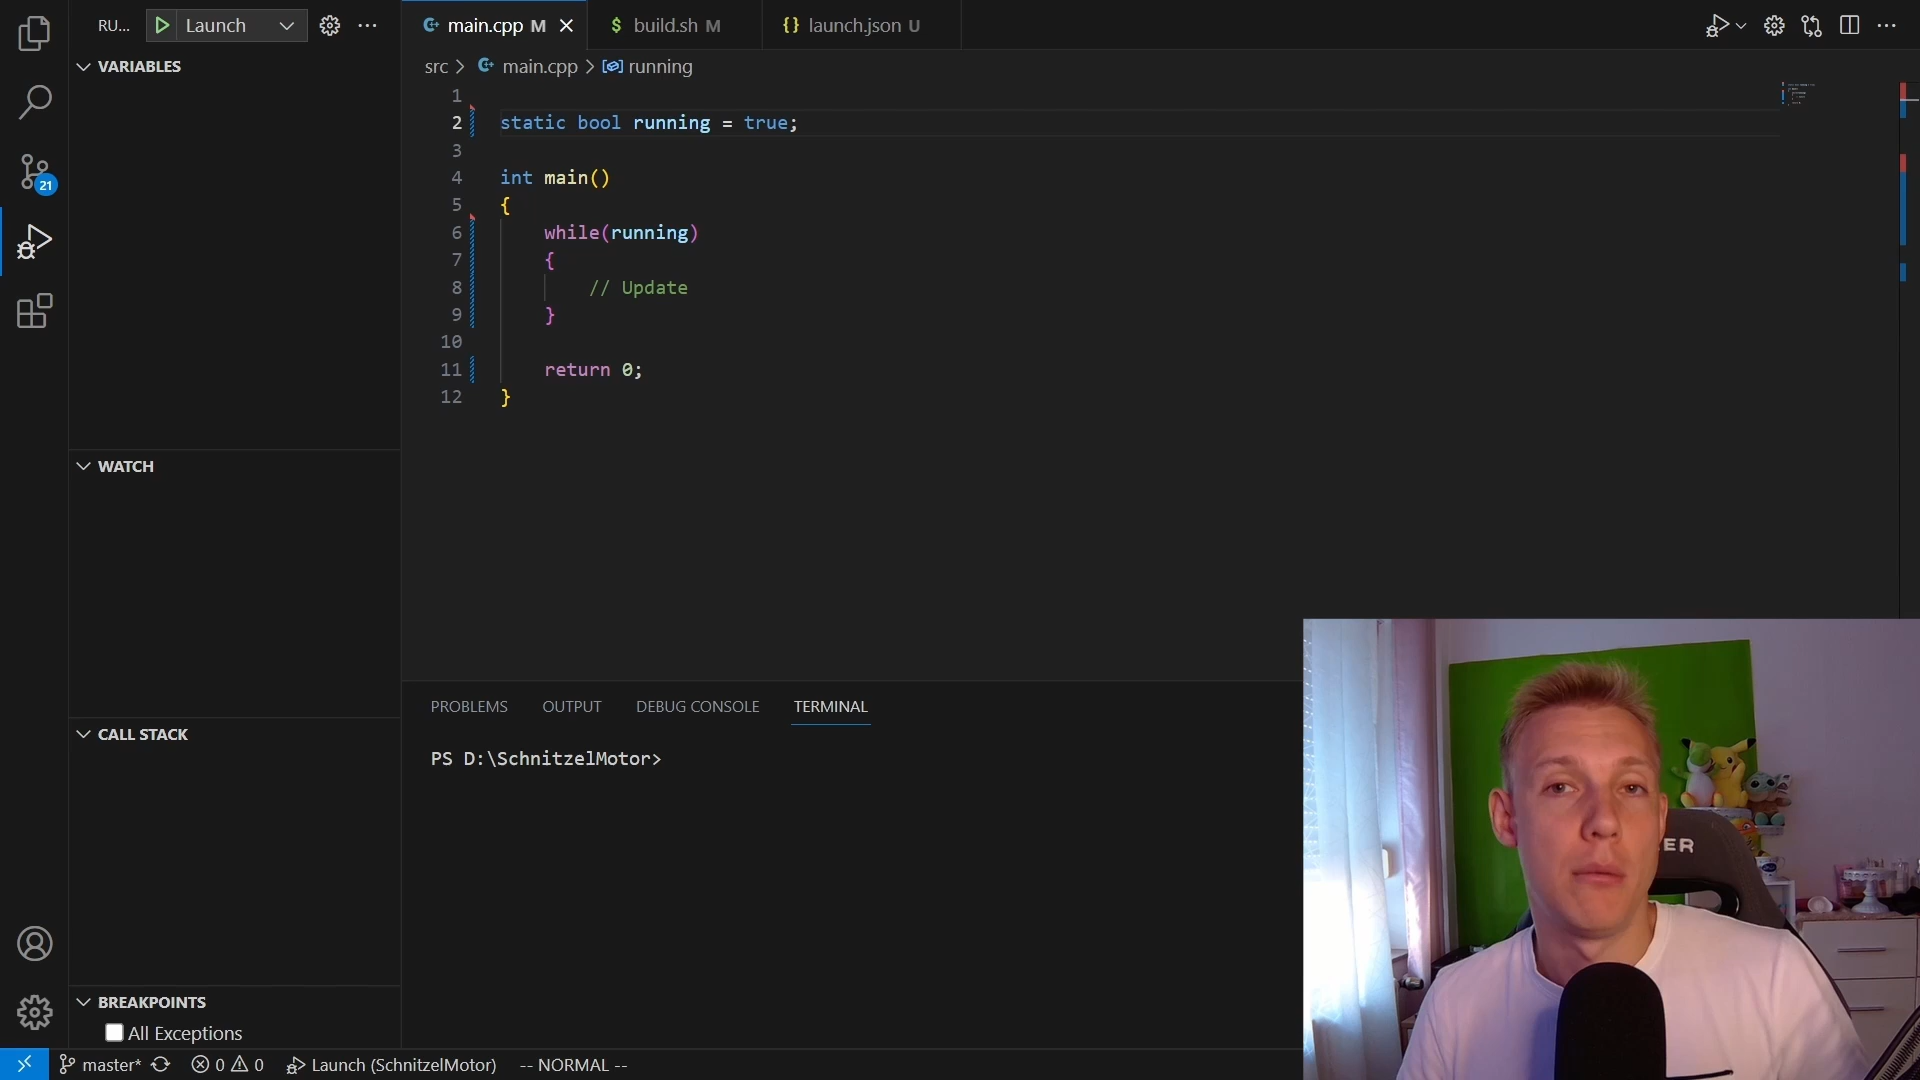 RU...
Launch
main.cpp M
build.sh M
launch.json U
VARIABLES
src
main.cpp
running
1
2 static bool running = true;
3
4 int main()
5 {
6 while(running)
7 {
8 // Update
9 }
10
11 return 0;
12 }
21
WATCH
CALL STACK
BREAKPOINTS
All Exceptions
PROBLEMS
OUTPUT
DEBUG CONSOLE
TERMINAL
PS D:\SchnitzelMotor>
ER
master*
0
0
Launch (SchnitzelMotor)
-- NORMAL --